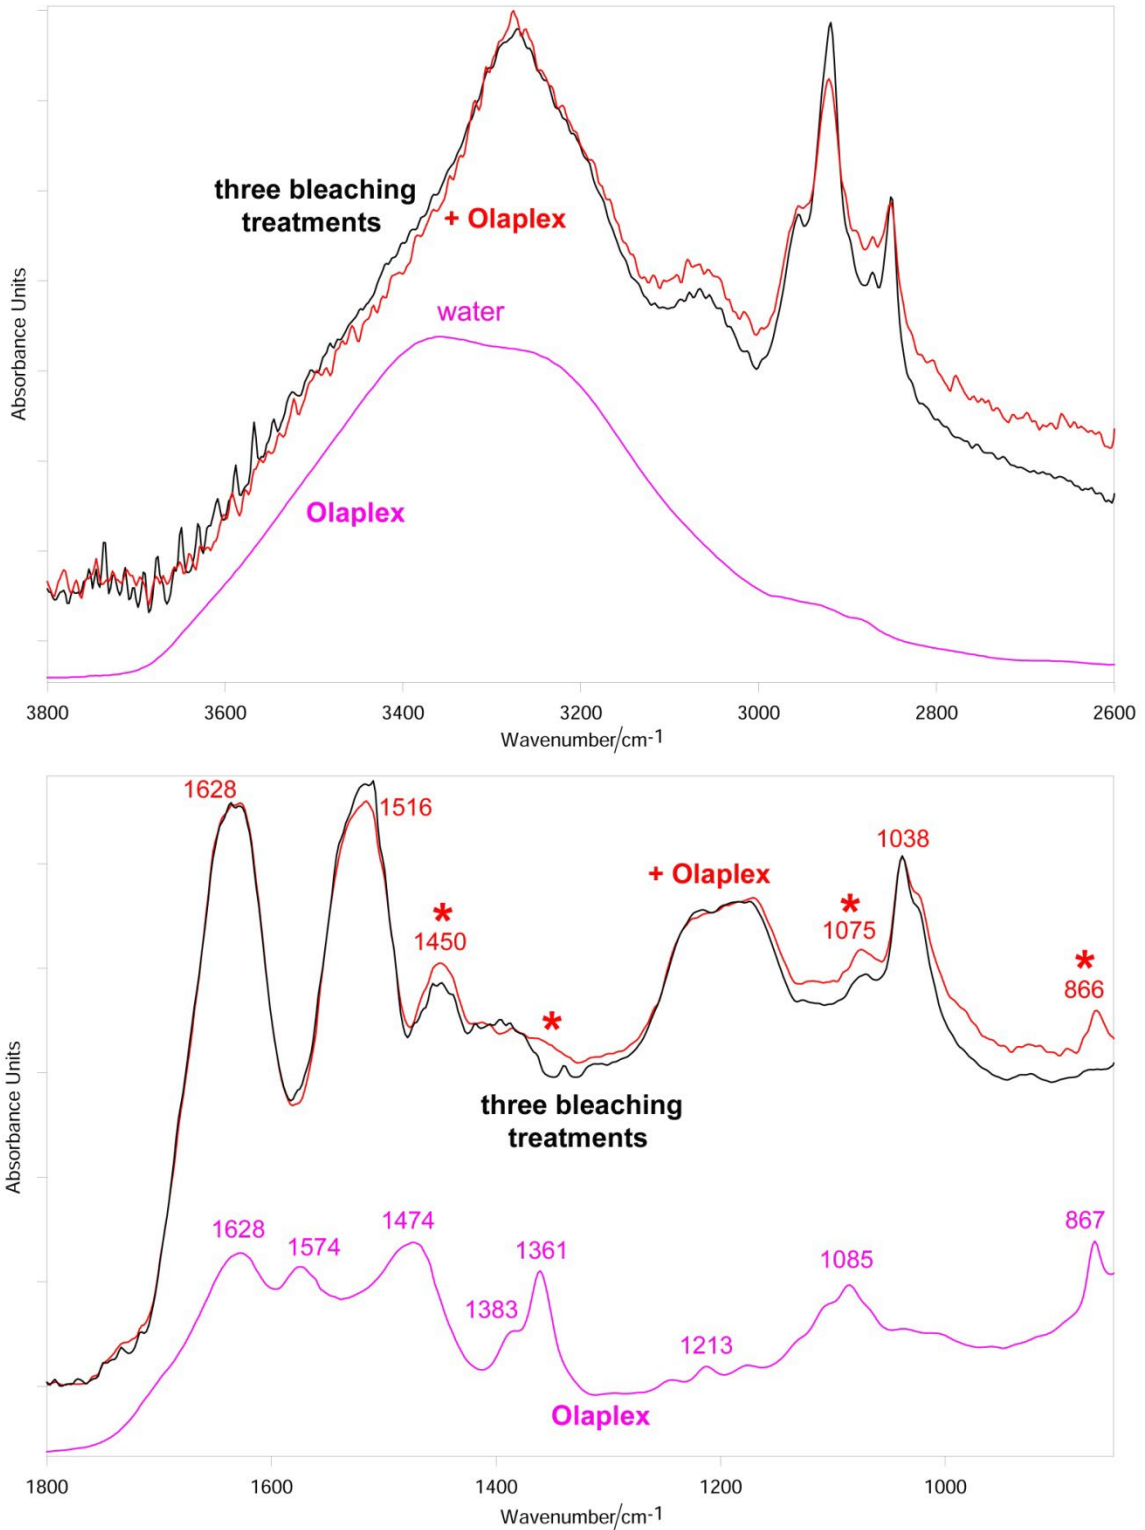 three bleaching
treatments
+ Olaplex
water
Olaplex
Absorbance Units
3800 3600 3400 3200 3000 2800 2600
Wavenumber/cm-1
1628
1516
*
1450
*
+ Olaplex
*
1075
1038
*
866
three bleaching
treatments
1628
1574
1474
1383
1361
1213
1085
867
Olaplex
Absorbance Units
1800 1600 1400 1200 1000
Wavenumber/cm-1